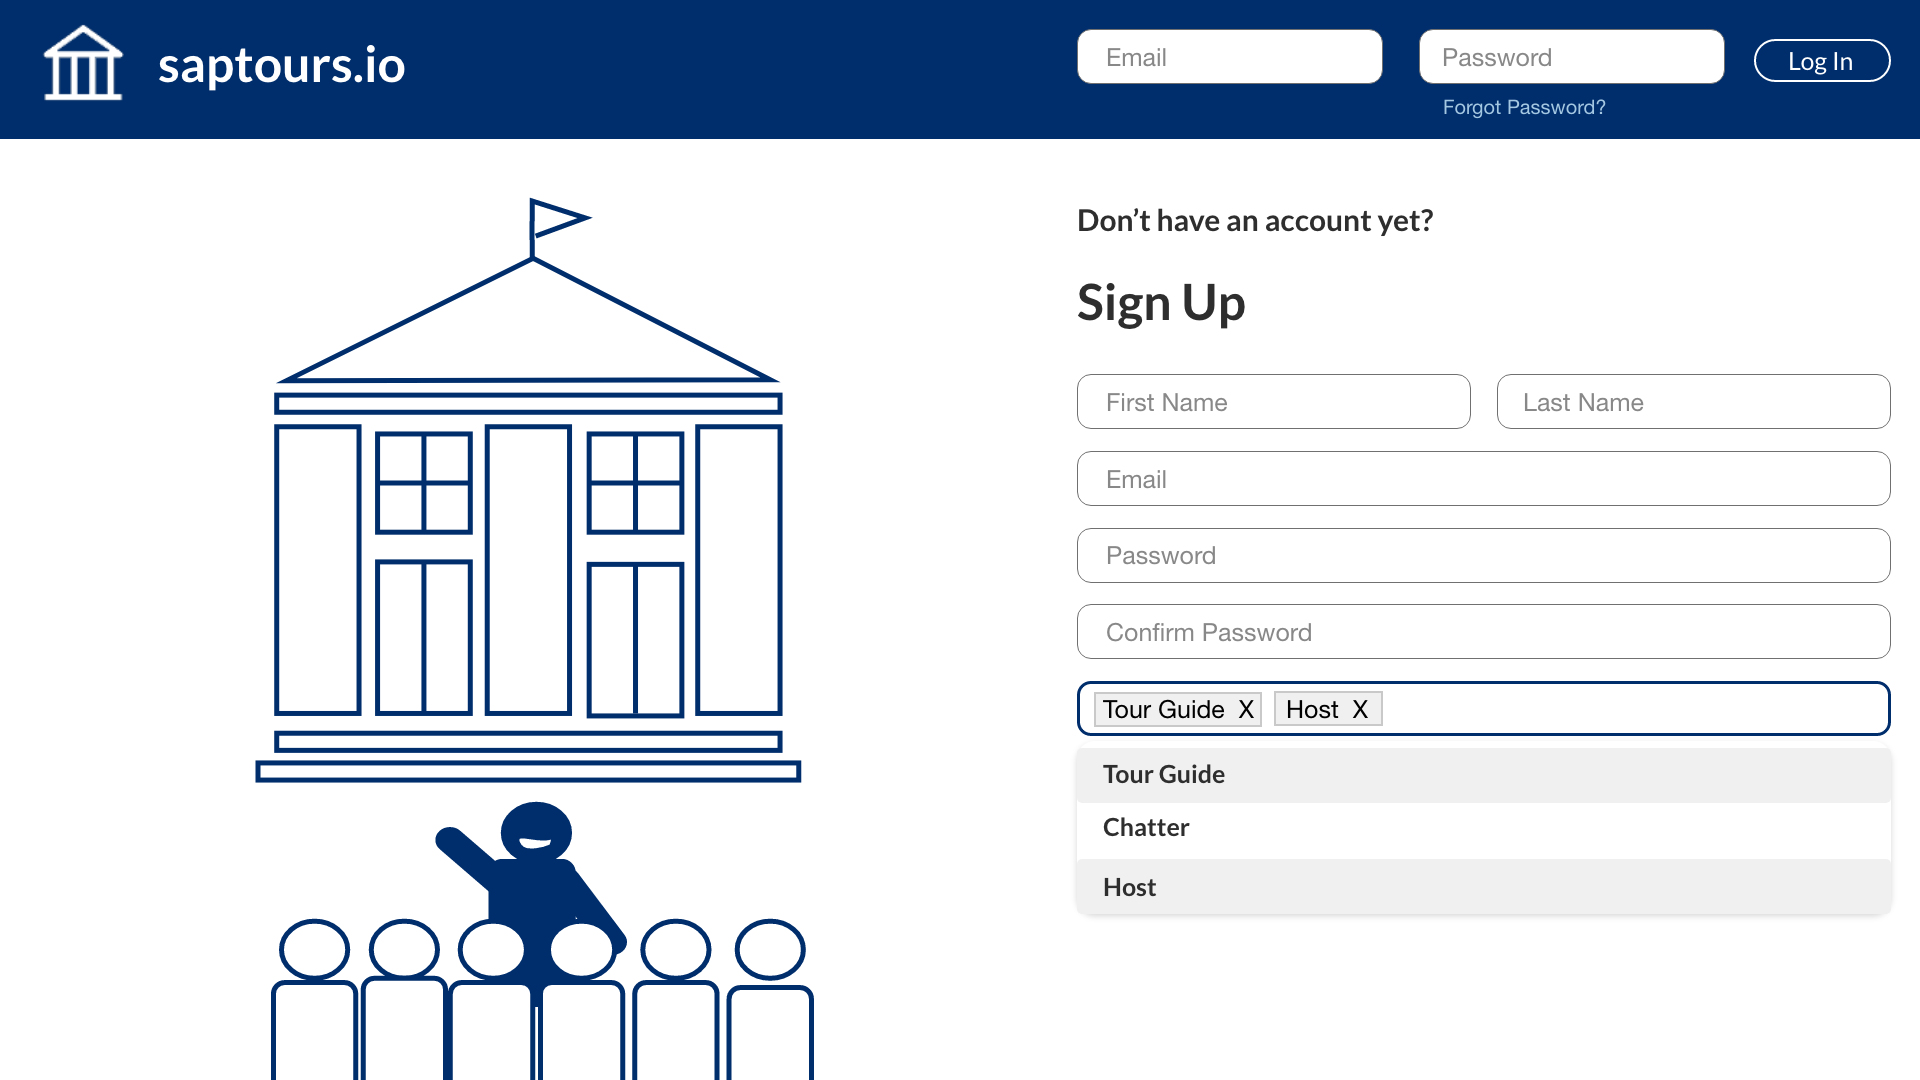 saptours.io
Email
Password
Log In
Forgot Password?
Don’t have an account yet?
Sign Up
First Name
Last Name
Email
Password
Confirm Password
Tour Guide X
Host X
Tour Guide
Chatter
Host